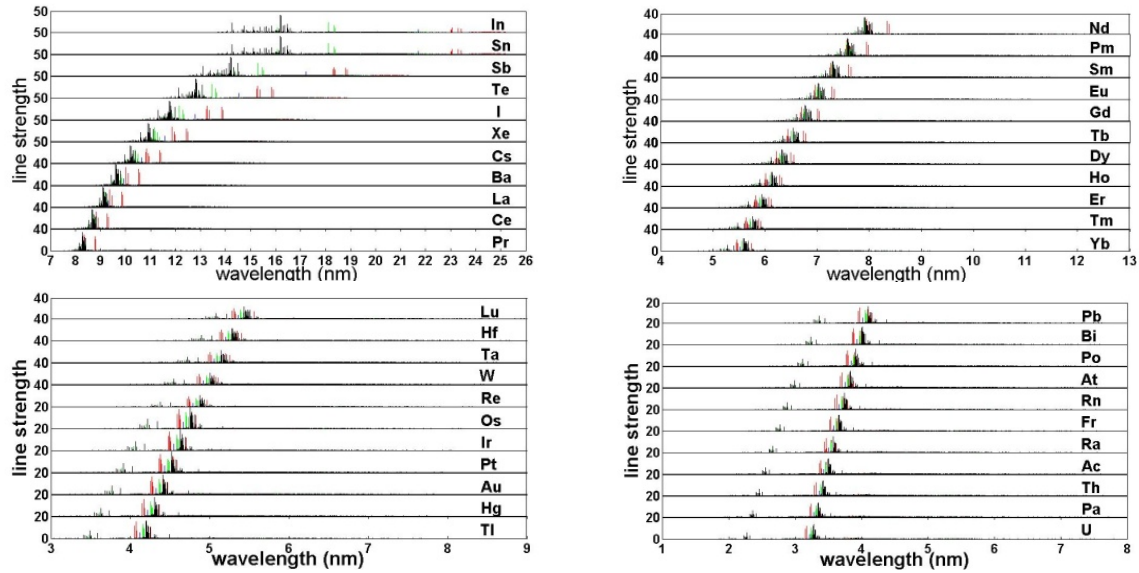 50
In
50
Sn
50
Sb
50
Te
50
I
50
Xe
50
Cs
40
Ba
40
La
40
Ce
40
Pr
0
line strength
7 8 9 10 11 12 13 14 15 16 17 18 19 20 21 22 23 24 25 26
wavelength (nm)
40
Nd
40
Pm
40
Sm
40
Eu
40
Gd
40
Tb
40
Dy
40
Ho
40
Er
40
Tm
40
Yb
0
line strength
4 5 6 7 8 9 10 11 12 13
wavelength (nm)
40
Lu
40
Hf
40
Ta
40
W
40
Re
20
Os
20
Ir
20
Pt
20
Au
20
Hg
20
Tl
0
line strength
3 4 5 6 7 8 9
wavelength (nm)
20
Pb
20
Bi
20
Po
20
At
20
Rn
20
Fr
20
Ra
20
Ac
20
Th
20
Pa
20
U
0
line strength
1 2 3 4 5 6 7 8
wavelength (nm)